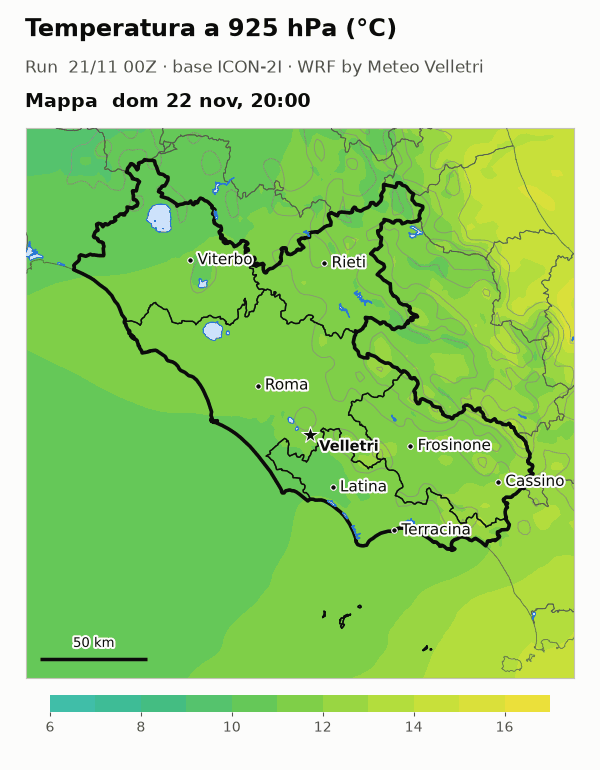 Temperatura a 925 hPa (°C)
Run  21/11 00Z · base ICON-2I · WRF by Meteo Velletri
Mappa  dom 22 nov, 20:00
Viterbo
Rieti
Roma
Velletri
Frosinone
Cassino
Latina
Terracina
50 km
6 8 10 12 14 16